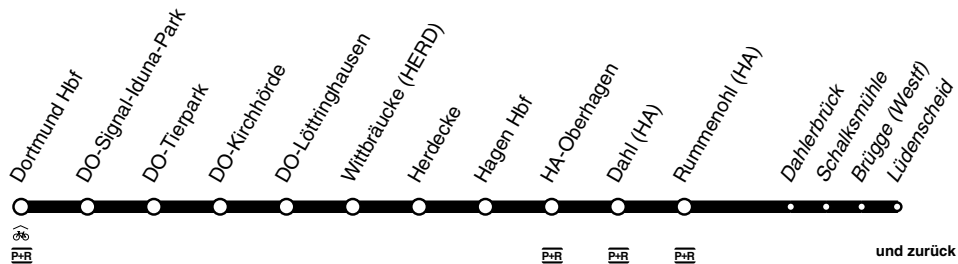 Dortmund Hbf
DO-Signal-Iduna-Park
DO-Tierpark
DO-Kirchhörde
DO-Löttringhausen
Wittbräucke (HERD)
Herdecke
Hagen Hbf
HA-Oberhagen
Dahl (HA)
Rummenohl (HA)
Dahlerbrück
Schalksmühle
Brügge (Westf)
Lüdenscheid
P+R
P+R
P+R
P+R
und zurück